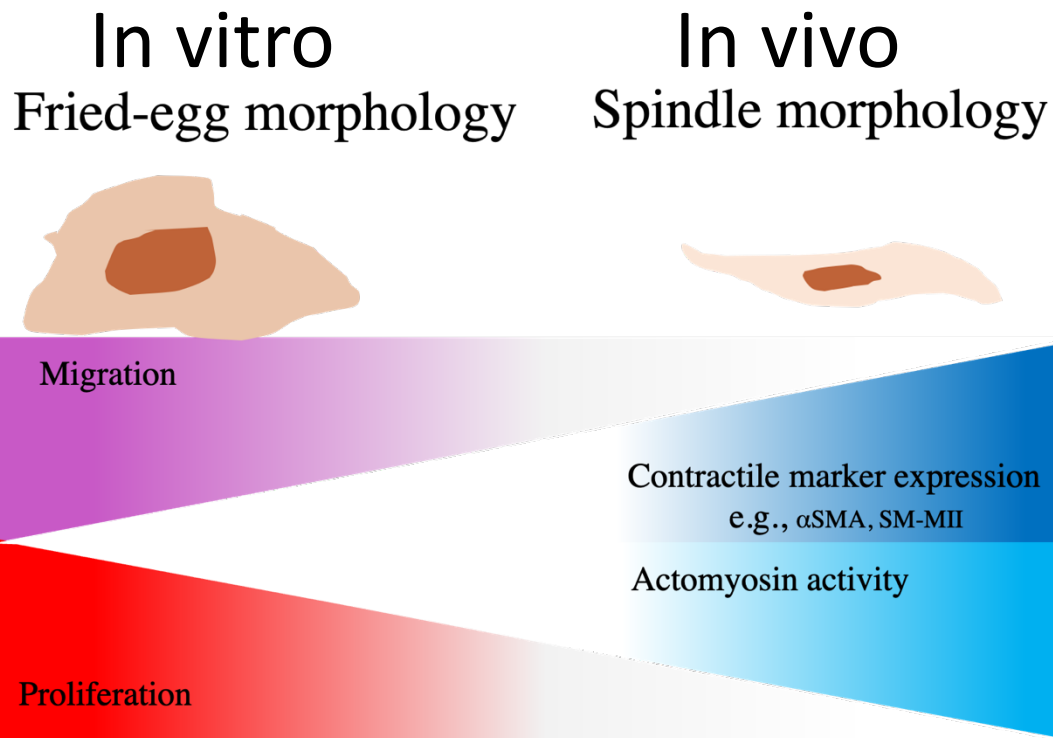 In vitro
In vivo
Fried-egg morphology
Spindle morphology
Migration
Contractile marker expression
e.g., αSMA, SM-MII
Actomyosin activity
Proliferation